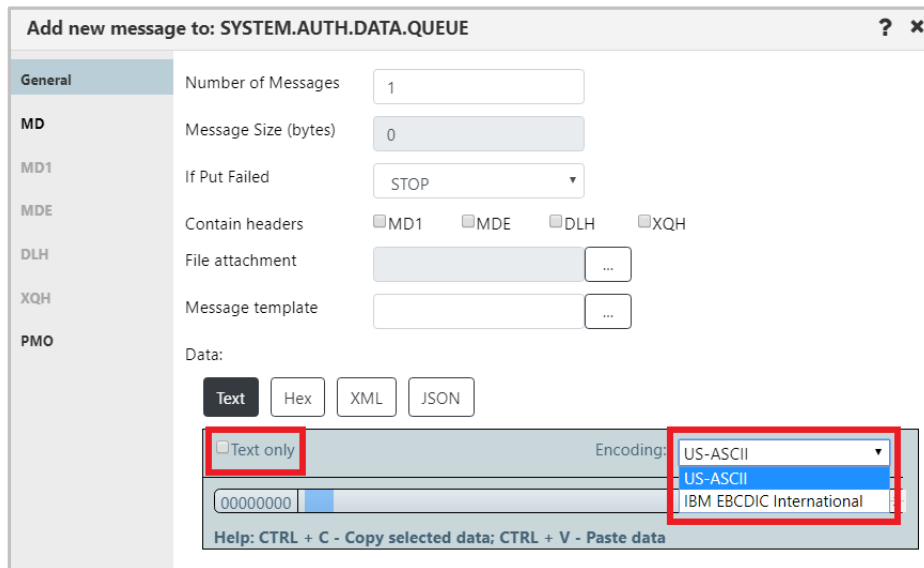 Add new message to: SYSTEM.AUTH.DATA.QUEUE ? ×
General
MD
MD1
MDE
DLH
XQH
PMO
Number of Messages 1
Message Size (bytes) 0
If Put Failed STOP
Contain headers MD1 MDE DLH XQH
File attachment ...
Message template ...
Data:
Text Hex XML JSON
Text only Encoding: US-ASCII
US-ASCII
IBM EBCDIC International
00000000
Help: CTRL + C - Copy selected data; CTRL + V - Paste data